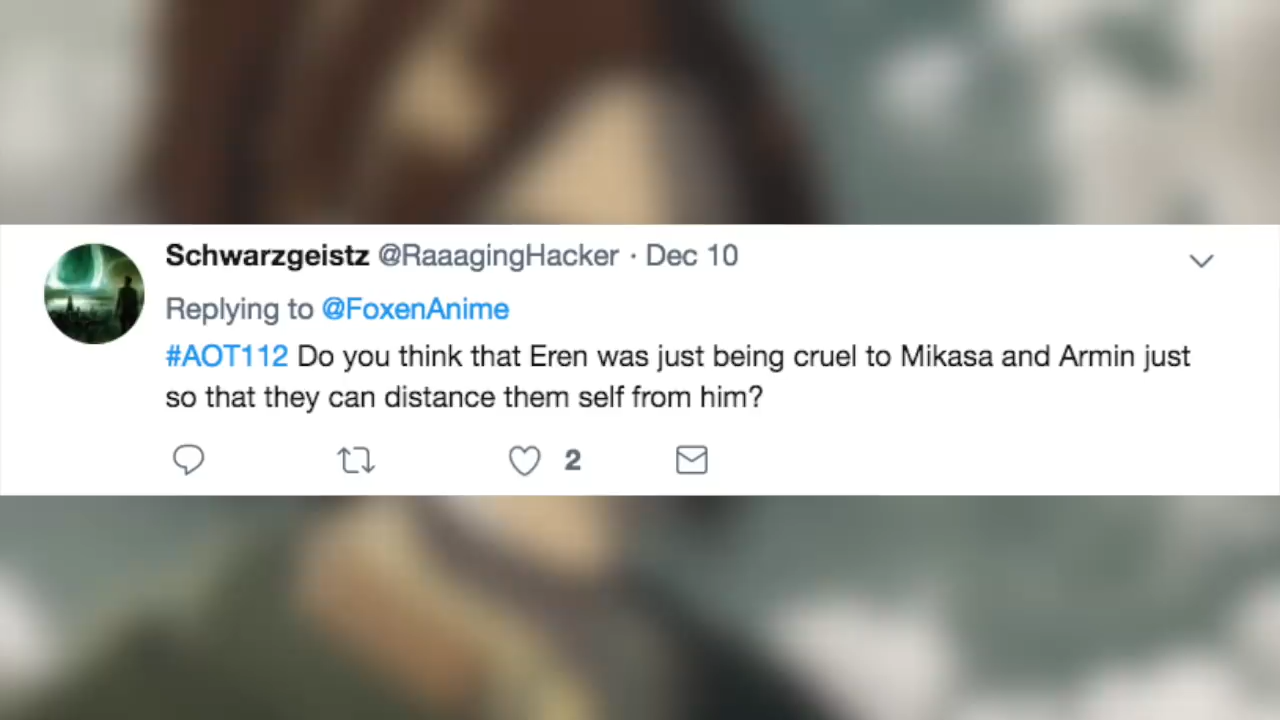 Schwarzgeistz @RaaagingHacker · Dec 10
Replying to @FoxenAnime
#AOT112 Do you think that Eren was just being cruel to Mikasa and Armin just
so that they can distance them self from him?
2